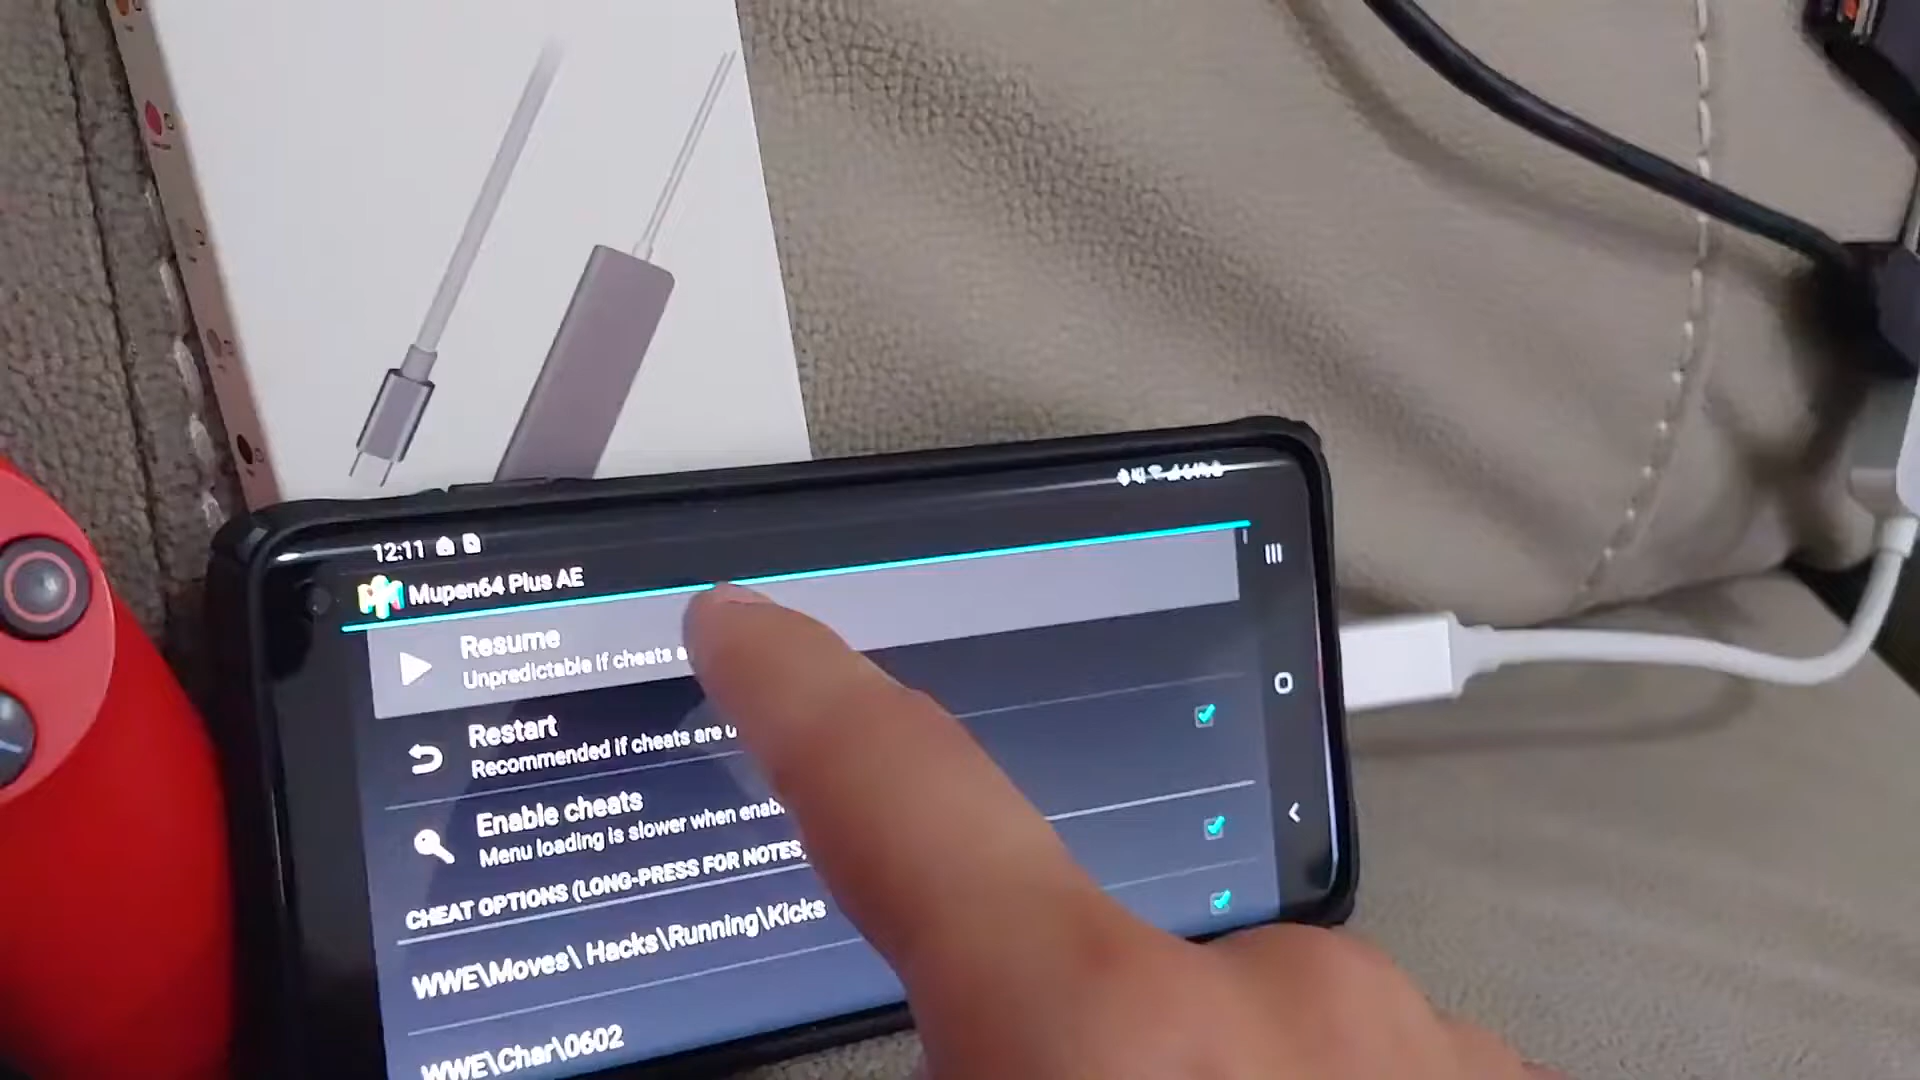 12:11
Mupen64 Plus AE
Resume
Unpredictable if cheats
Restart
Recommended if cheats are
Enable cheats
Menu loading is slower when
CHEAT OPTIONS (LONG-PRESS FOR NOTES)
WWE\Moves\ Hacks\Running\Kicks
WWE\Char\0602